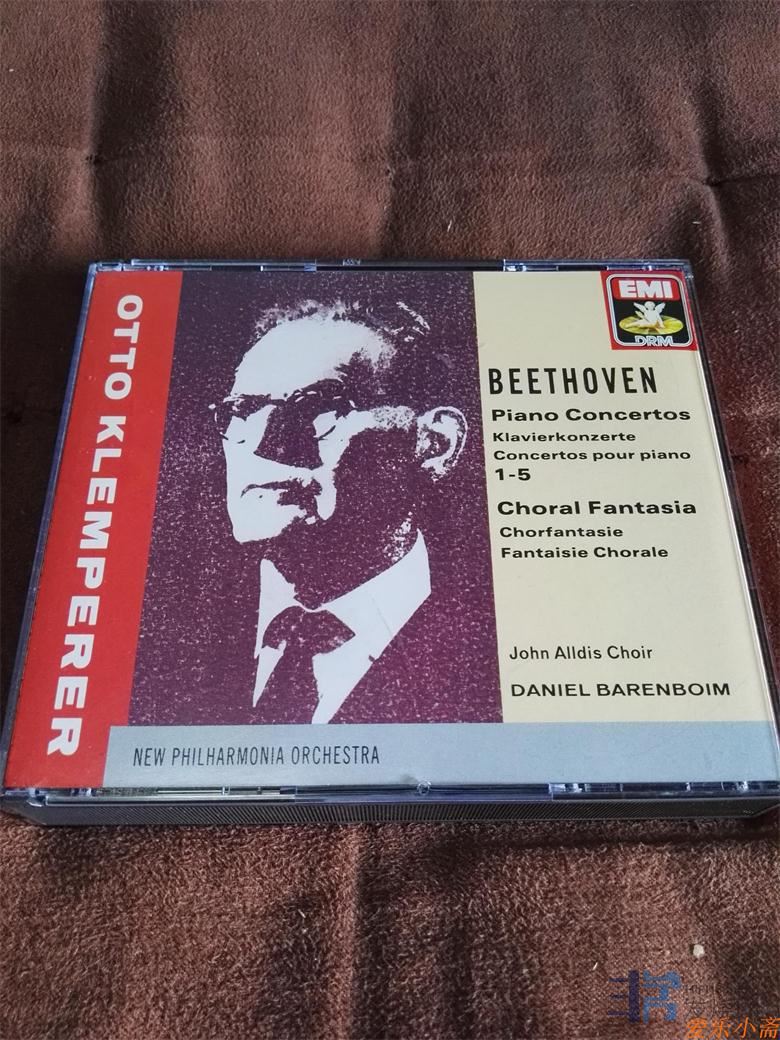 OTTO KLEMPERER
EMI
DRM
BEETHOVEN
Piano Concertos
Klavierkonzerte
Concertos pour piano
1-5
Choral Fantasia
Chorfantasie
Fantaisie Chorale
John Alldis Choir
DANIEL BARENBOIM
NEW PHILHARMONIA ORCHESTRA
爱乐小斋